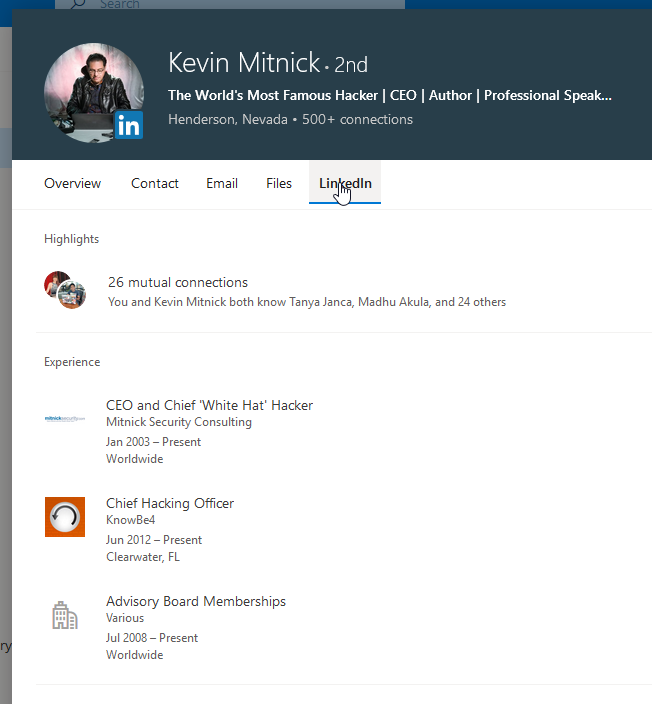 Search
Kevin Mitnick · 2nd
The World's Most Famous Hacker | CEO | Author | Professional Speak...
Henderson, Nevada • 500+ connections
in
Overview Contact Email Files LinkedIn
Highlights
26 mutual connections
You and Kevin Mitnick both know Tanya Janca, Madhu Akula, and 24 others
Experience
CEO and Chief 'White Hat' Hacker
mitnicksecurity.com
Mitnick Security Consulting
Jan 2003 – Present
Worldwide
Chief Hacking Officer
KnowBe4
Jun 2012 – Present
Clearwater, FL
Advisory Board Memberships
Various
Jul 2008 – Present
ry
Worldwide